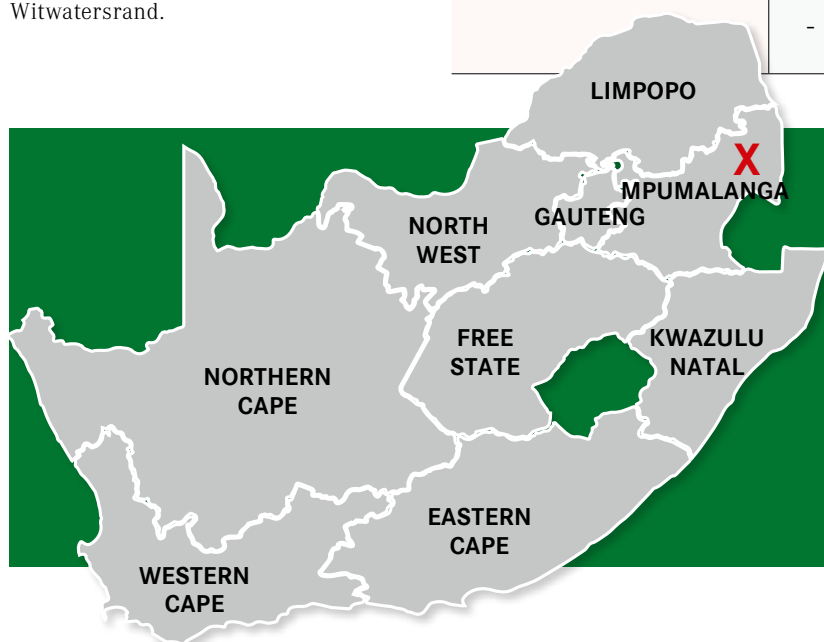 Witwatersrand.
-
LIMPOPO
X
MPUMALANGA
GAUTENG
NORTH
WEST
FREE
STATE
KWAZULU
NATAL
NORTHERN
CAPE
EASTERN
CAPE
WESTERN
CAPE